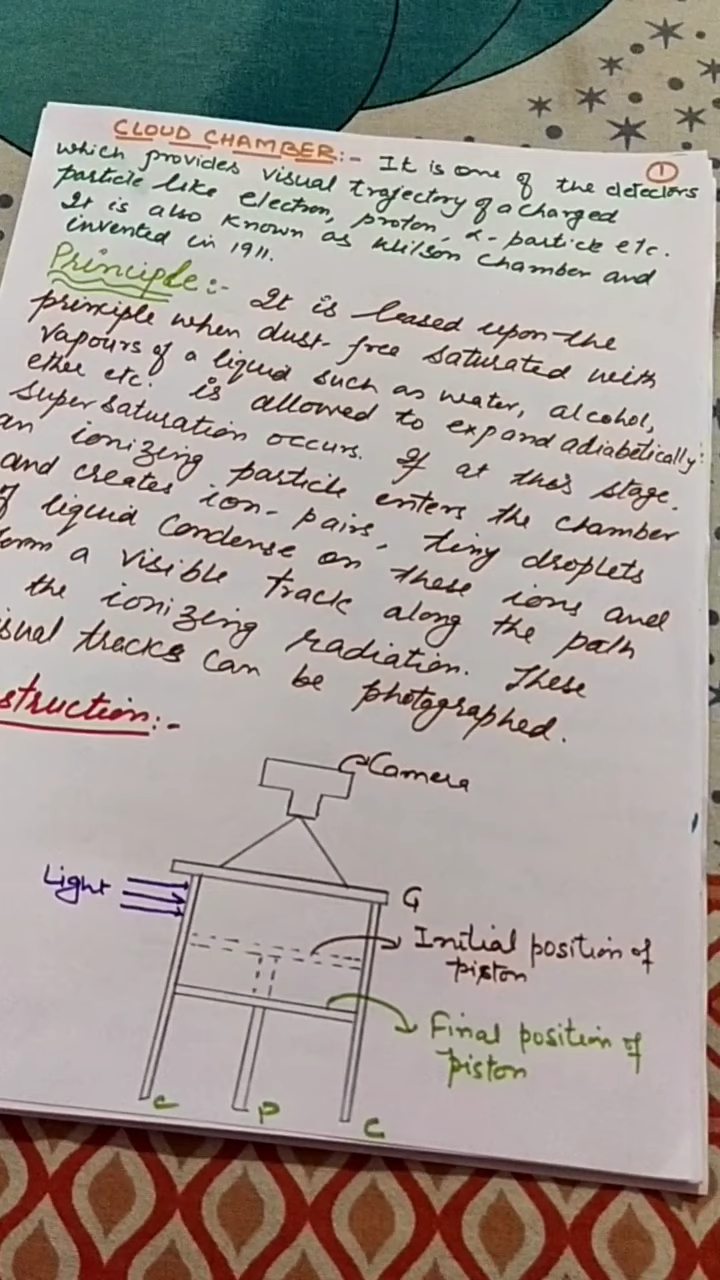 CLOUD CHAMBER:- It is one of the detectors
①
which provides visual trajectory of a charged
particle like electron, proton, α-particle etc.
It is also known as Wilson chamber and
invented in 1911.
Principle:- It is based upon the
principle when dust-free saturated with
vapours of a liquid such as water, alcohol,
ether etc. is allowed to expand adiabetically.
super saturation occurs. If at this stage.
an ionizing particle enters the chamber
and creates ion-pairs, tiny droplets
of liquid condense on these ions and
form a visible track along the path
the ionizing radiation. These
isual tracks can be photographed.
struction:-
Camera
Light
G
Initial position of
piston
Final position of
piston
C
P
C